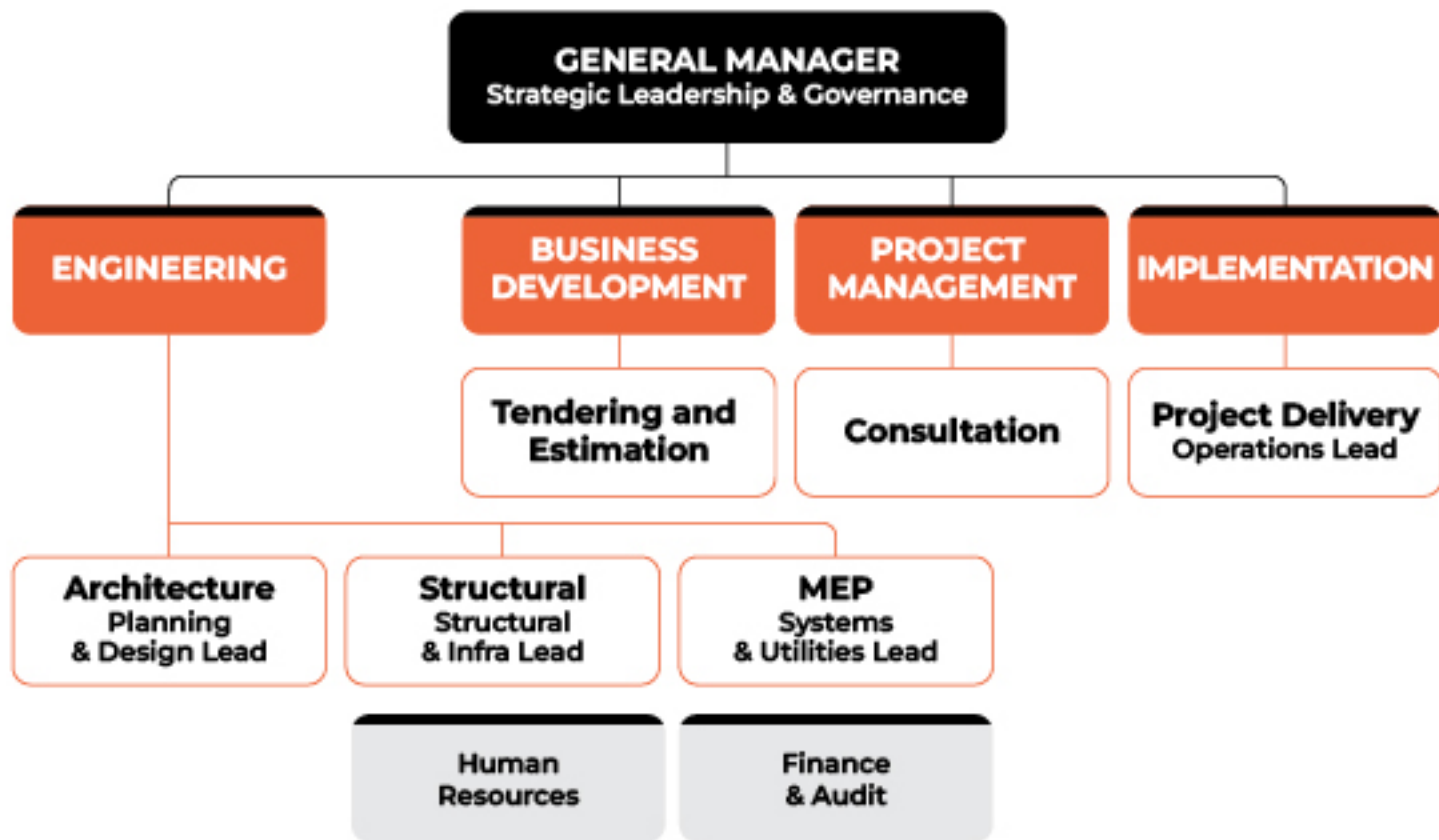 GENERAL MANAGER
Strategic Leadership & Governance
ENGINEERING
BUSINESS
DEVELOPMENT
PROJECT
MANAGEMENT
IMPLEMENTATION
Tendering and
Estimation
Consultation
Project Delivery
Operations Lead
Architecture
Planning
& Design Lead
Structural
Structural
& Infra Lead
MEP
Systems
& Utilities Lead
Human
Resources
Finance
& Audit